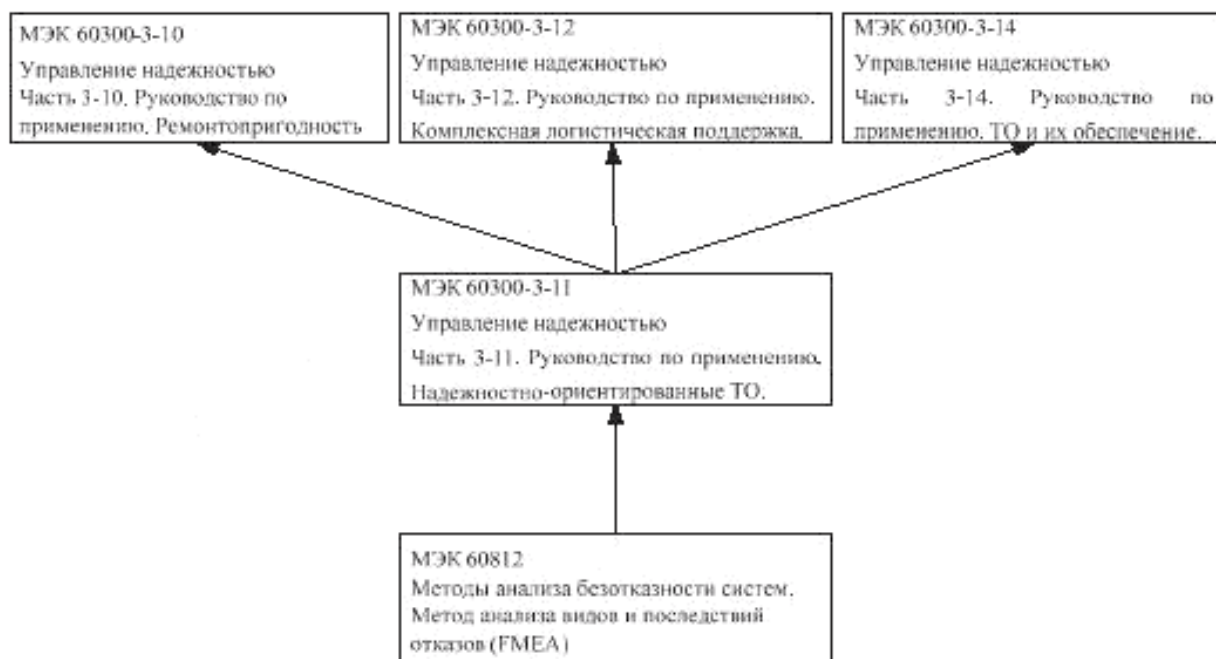 МЭК 60300-3-10
Управление надежностью
Часть 3-10. Руководство по
применению. Ремонтопригодность
МЭК 60300-3-12
Управление надежностью
Часть 3-12. Руководство по применению.
Комплексная логистическая поддержка.
МЭК 60300-3-14
Управление надежностью
Часть 3-14. Руководство по
применению. ТО и их обеспечение.
МЭК 60300-3-11
Управление надежностью
Часть 3-11. Руководство по применению.
Надежностно-ориентированные ТО.
МЭК 60812
Методы анализа безотказности систем.
Метод анализа видов и последствий
отказов (FMEA)